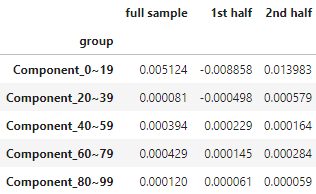 full sample 1st half 2nd half
group
Component_0~19 0.005124 -0.008858 0.013983
Component_20~39 0.000081 -0.000498 0.000579
Component_40~59 0.000394 0.000229 0.000164
Component_60~79 0.000429 0.000145 0.000284
Component_80~99 0.000120 0.000061 0.000059